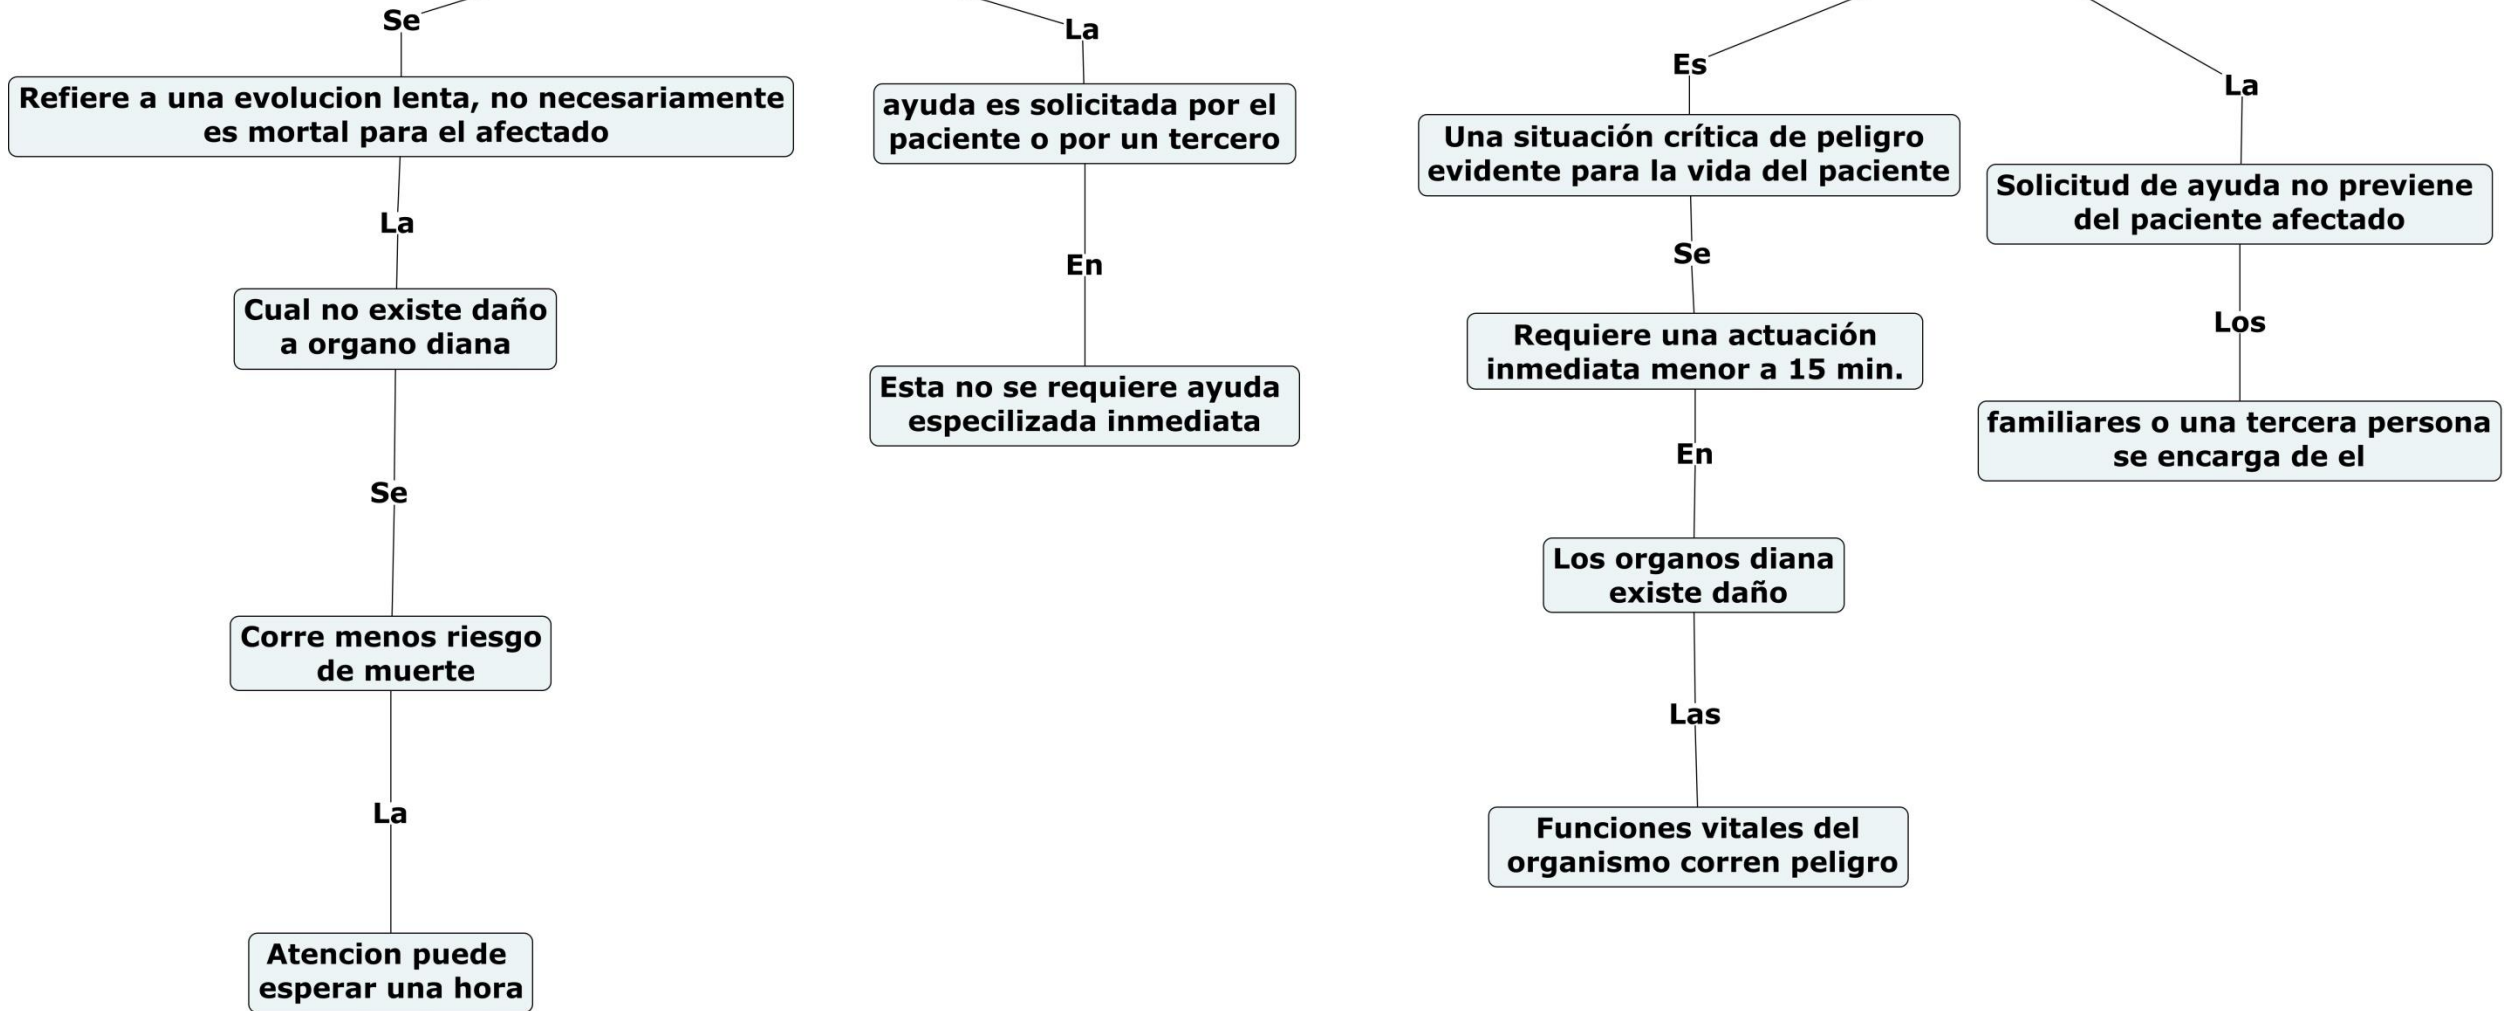 Se
Refiere a una evolucion lenta, no necesariamente
es mortal para el afectado
La
Cual no existe daño
a organo diana
Se
Corre menos riesgo
de muerte
La
Atencion puede
esperar una hora
La
ayuda es solicitada por el
paciente o por un tercero
En
Esta no se requiere ayuda
especilizada inmediata
Es
Una situación crítica de peligro
evidente para la vida del paciente
Se
Requiere una actuación
inmediata menor a 15 min.
En
Los organos diana
existe daño
Las
Funciones vitales del
organismo corren peligro
La
Solicitud de ayuda no previene
del paciente afectado
Los
familiares o una tercera persona
se encarga de el